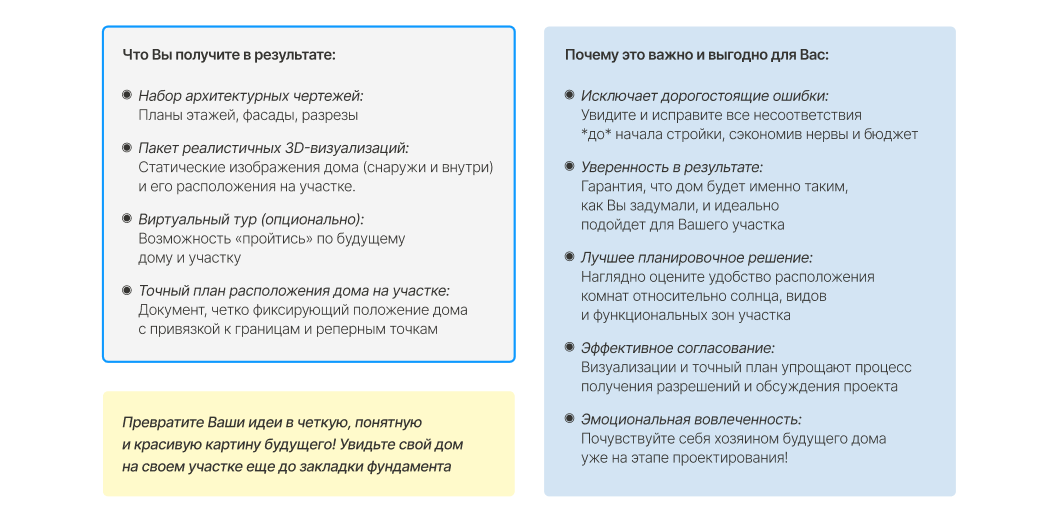 Что Вы получите в результате:
Набор архитектурных чертежей:
Планы этажей, фасады, разрезы
Пакет реалистичных 3D-визуализаций:
Статические изображения дома (снаружи и внутри)
и его расположения на участке.
Виртуальный тур (опционально):
Возможность «пройтись» по будущему
дому и участку
Точный план расположения дома на участке:
Документ, четко фиксирующий положение дома
с привязкой к границам и реперным точкам
Превратите Ваши идеи в четкую, понятную
и красивую картину будущего! Увидьте свой дом
на своем участке еще до закладки фундамента
Почему это важно и выгодно для Вас:
Исключает дорогостоящие ошибки:
Увидите и исправите все несоответствия
*до* начала стройки, сэкономив нервы и бюджет
Уверенность в результате:
Гарантия, что дом будет именно таким,
как Вы задумали, и идеально
подойдет для Вашего участка
Лучшее планировочное решение:
Наглядно оцените удобство расположения
комнат относительно солнца, видов
и функциональных зон участка
Эффективное согласование:
Визуализации и точный план упрощают процесс
получения разрешений и обсуждения проекта
Эмоциональная вовлеченность:
Почувствуйте себя хозяином будущего дома
уже на этапе проектирования!